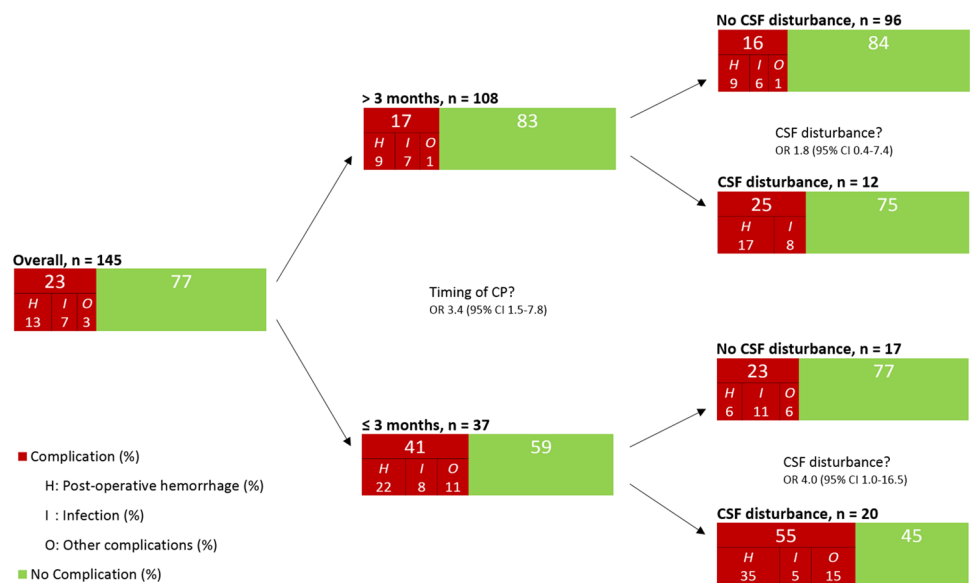 No CSF disturbance, n = 96
16 84
H I O
9 6 1
> 3 months, n = 108
17 83
H I O
9 7 1
CSF disturbance?
OR 1.8 (95% CI 0.4-7.4)
CSF disturbance, n = 12
25 75
H I
17 8
Overall, n = 145
23 77
H I O
13 7 3
Timing of CP?
OR 3.4 (95% CI 1.5-7.8)
No CSF disturbance, n = 17
23 77
H I O
6 11 6
≤ 3 months, n = 37
41 59
H I O
22 8 11
CSF disturbance?
OR 4.0 (95% CI 1.0-16.5)
CSF disturbance, n = 20
55 45
H I O
35 5 15
Complication (%)
H: Post-operative hemorrhage (%)
I : Infection (%)
O: Other complications (%)
No Complication (%)